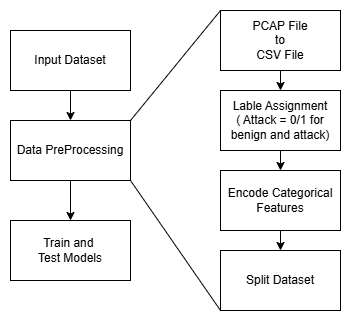 Input Dataset
Data PreProcessing
Train and
Test Models
PCAP File
to
CSV File
Lable Assignment
( Attack = 0/1 for
benign and attack)
Encode Categorical
Features
Split Dataset